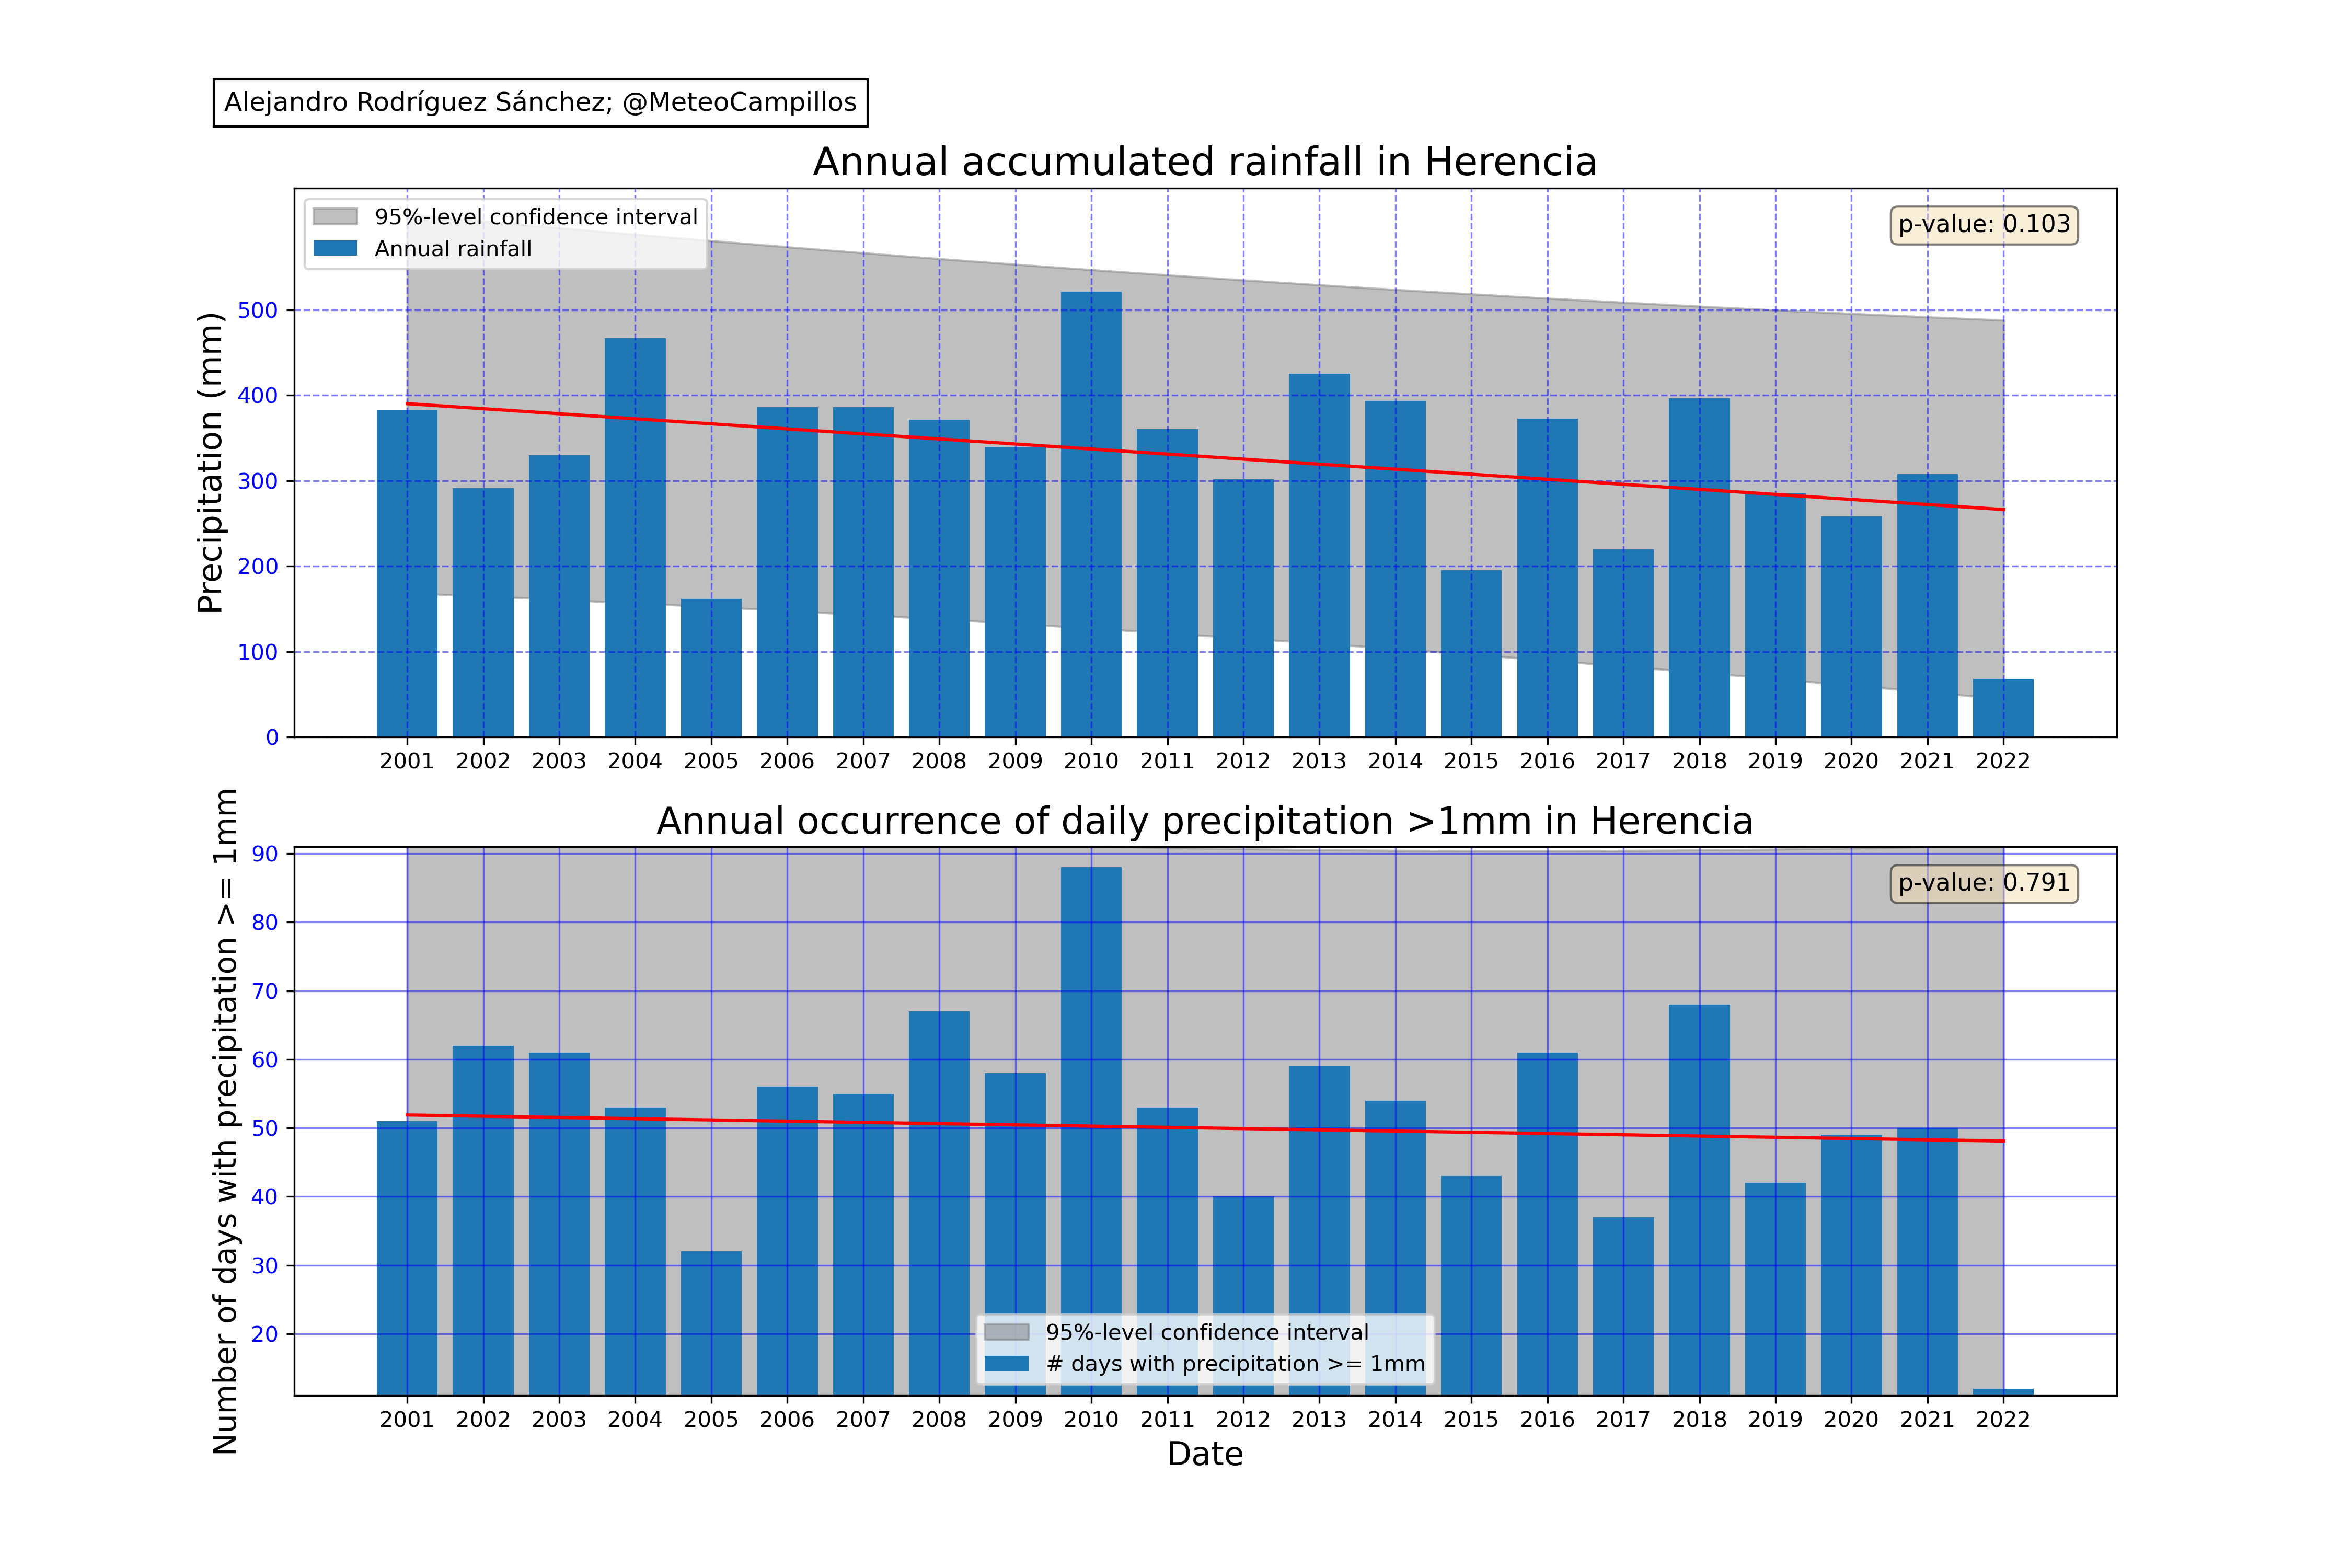 Alejandro Rodríguez Sánchez; @MeteoCampillos
Annual accumulated rainfall in Herencia
95%-level confidence interval
Annual rainfall
p-value: 0.103
Precipitation (mm)
500
400
300
200
100
0
2001 2002 2003 2004 2005 2006 2007 2008 2009 2010 2011 2012 2013 2014 2015 2016 2017 2018 2019 2020 2021 2022
Annual occurrence of daily precipitation >1mm in Herencia
p-value: 0.791
Number of days with precipitation >= 1mm
90
80
70
60
50
40
30
20
95%-level confidence interval
# days with precipitation >= 1mm
2001 2002 2003 2004 2005 2006 2007 2008 2009 2010 2011 2012 2013 2014 2015 2016 2017 2018 2019 2020 2021 2022
Date